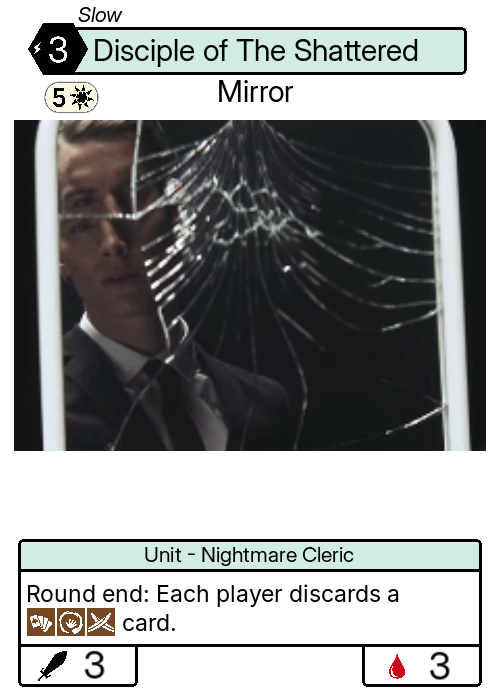 Slow
3
Disciple of The Shattered
Mirror
5
Unit - Nightmare Cleric
Round end: Each player discards a
card.
3
3